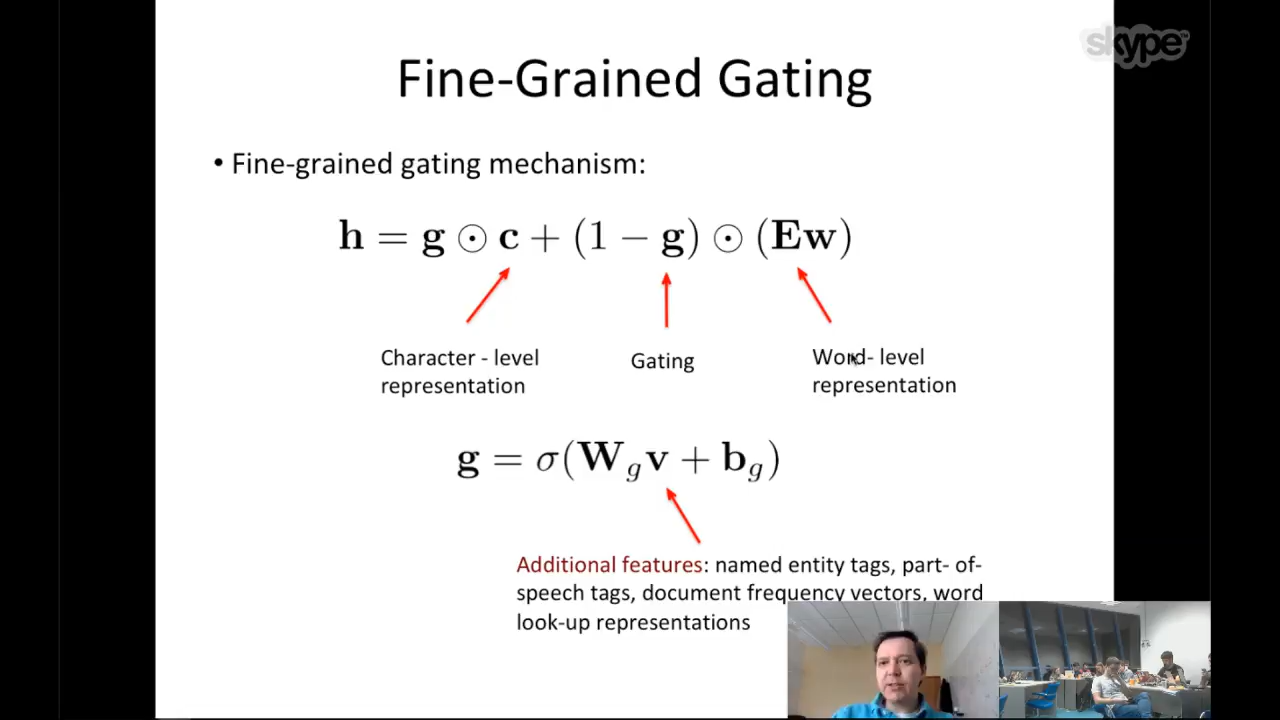 skype
Fine-Grained Gating
• Fine-grained gating mechanism:
h = g ⊙ c + (1 − g) ⊙ (Ew)
Character - level
representation
Gating
Word- level
representation
g = σ(W_g v + b_g)
Additional features: named entity tags, part- of-
speech tags, document frequency vectors, word
look-up representations